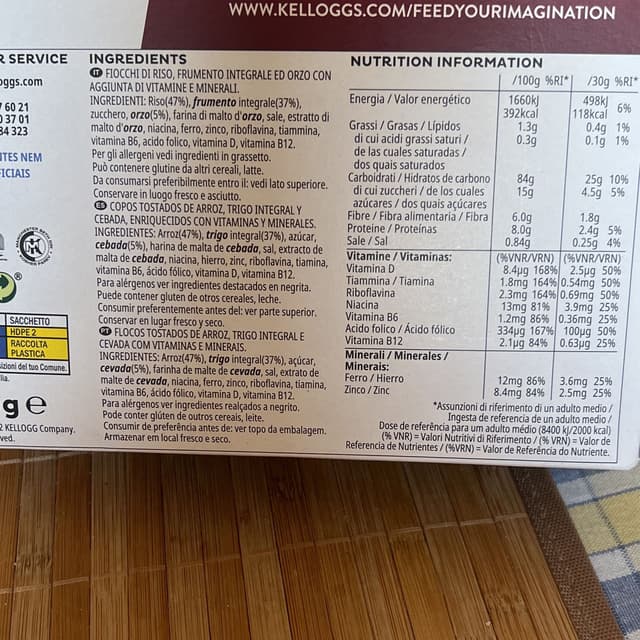 WWW.KELLOGGS.COM/FEEDYOURIMAGINATION
R SERVICE
oggs.com
7 60 21
0 37 01
84 323
ITES NEM
FICIAIS
SACCHETTO
HDPE 2
RACCOLTA
PLASTICA
sizioni del tuo Comune.
lia.
g e
2 KELLOGG Company.
ved.
INGREDIENTS
IT FIOCCHI DI RISO, FRUMENTO INTEGRALE ED ORZO CON
AGGIUNTA DI VITAMINE E MINERALI.
INGREDIENTI: Riso(47%), frumento integrale(37%),
zucchero, orzo(5%), farina di malto d'orzo, sale, estratto di
malto d'orzo, niacina, ferro, zinco, riboflavina, tiammina,
vitamina B6, acido folico, vitamina D, vitamina B12.
Per gli allergeni vedi ingredienti in grassetto.
Può contenere glutine da altri cereali, latte.
Da consumarsi preferibilmente entro il: vedi lato superiore.
Conservare in luogo fresco e asciutto.
ES COPOS TOSTADOS DE ARROZ, TRIGO INTEGRAL Y
CEBADA, ENRIQUECIDOS CON VITAMINAS Y MINERALES.
INGREDIENTES: Arroz(47%), trigo integral(37%), azúcar,
cebada(5%), harina de malta de cebada, sal, extracto de
malta de cebada, niacina, hierro, zinc, riboflavina, tiamina,
vitamina B6, ácido fólico, vitamina D, vitamina B12.
Para alérgenos ver ingredientes destacados en negrita.
Puede contener gluten de otros cereales, leche.
Consumir preferentemente antes del: ver parte superior.
Conservar en lugar fresco y seco.
PT FLOCOS TOSTADOS DE ARROZ, TRIGO INTEGRAL E
CEVADA COM VITAMINAS E MINERAIS.
INGREDIENTES: Arroz(47%), trigo integral(37%), açúcar,
cevada(5%), farinha de malte de cevada, sal, extrato de
malte de cevada, niacina, ferro, zinco, riboflavina, tiamina,
vitamina B6, ácido fólico, vitamina D, vitamina B12.
Para alérgenos ver ingredientes realçados a negrito.
Pode conter glúten de outros cereais, leite.
Consumir de preferência antes de: ver topo da embalagem.
Armazenar em local fresco e seco.
NUTRITION INFORMATION
/100g %RI* /30g %RI*
Energia / Valor energético 1660kJ 498kJ 6%
392kcal 118kcal
Grassi / Grasas / Lípidos 1.3g 0.4g 1%
di cui acidi grassi saturi / 0.3g 0.1g 1%
de las cuales saturadas /
dos quais saturados
Carboidrati / Hidratos de carbono 84g 25g 10%
di cui zuccheri / de los cuales 15g 4.5g 5%
azúcares / dos quais açúcares
Fibre / Fibra alimentaria / Fibra 6.0g 1.8g
Proteine / Proteínas 8.0g 2.4g 5%
Sale / Sal 0.84g 0.25g 4%
Vitamine / Vitaminas: (%VNR/VRN) (%VNR/VRN)
Vitamina D 8.4µg 168% 2.5µg 50%
Tiammina / Tiamina 1.8mg 164% 0.54mg 50%
Riboflavina 2.3mg 164% 0.69mg 50%
Niacina 13mg 81% 3.9mg 25%
Vitamina B6 1.2mg 86% 0.36mg 25%
Acido folico / Ácido fólico 334µg 167% 100µg 50%
Vitamina B12 2.1µg 84% 0.63µg 25%
Minerali / Minerales /
Minerais:
Ferro / Hierro 12mg 86% 3.6mg 25%
Zinco / Zinc 8.4mg 84% 2.5mg 25%
*Assunzioni di riferimento di un adulto medio /
Ingesta de referencia de un adulto medio /
Dose de referência para um adulto médio (8400 kJ/2000 kcal)
(% VNR) = Valori Nutritivi di Riferimento / (% VRN) = Valor de
Referencia de Nutrientes / (%VRN) = Valor de Referência do Nutriente.